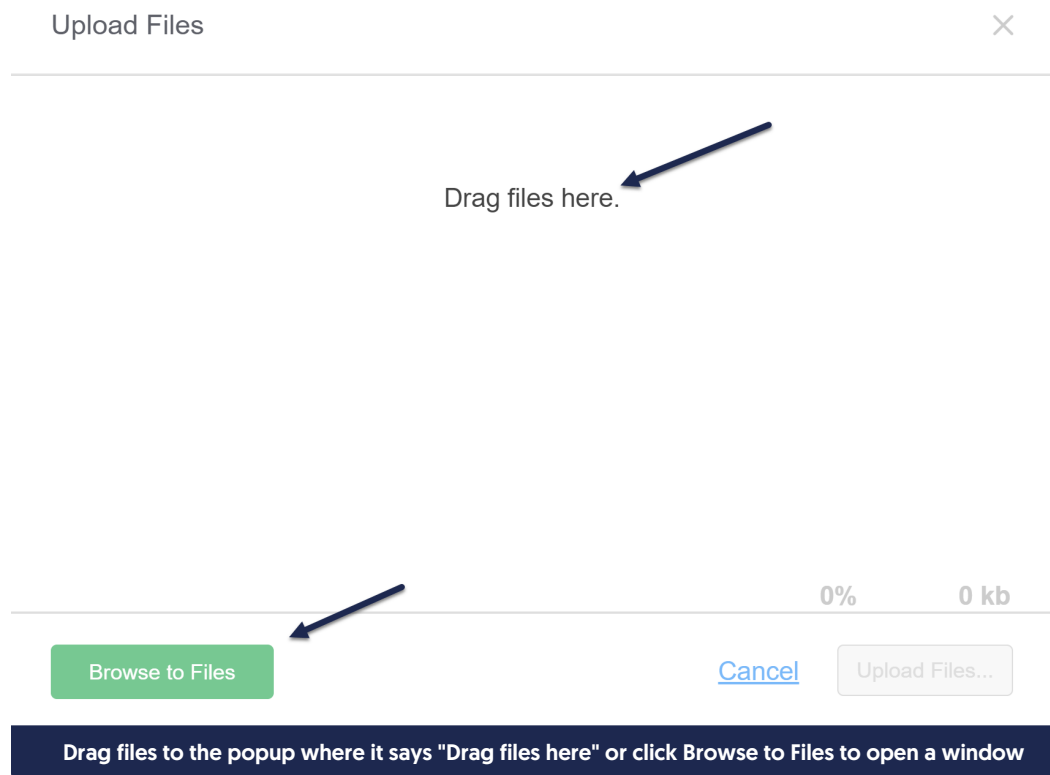 Upload Files
Drag files here.
0% 0 kb
Browse to Files Cancel Upload Files...
Drag files to the popup where it says "Drag files here" or click Browse to Files to open a window